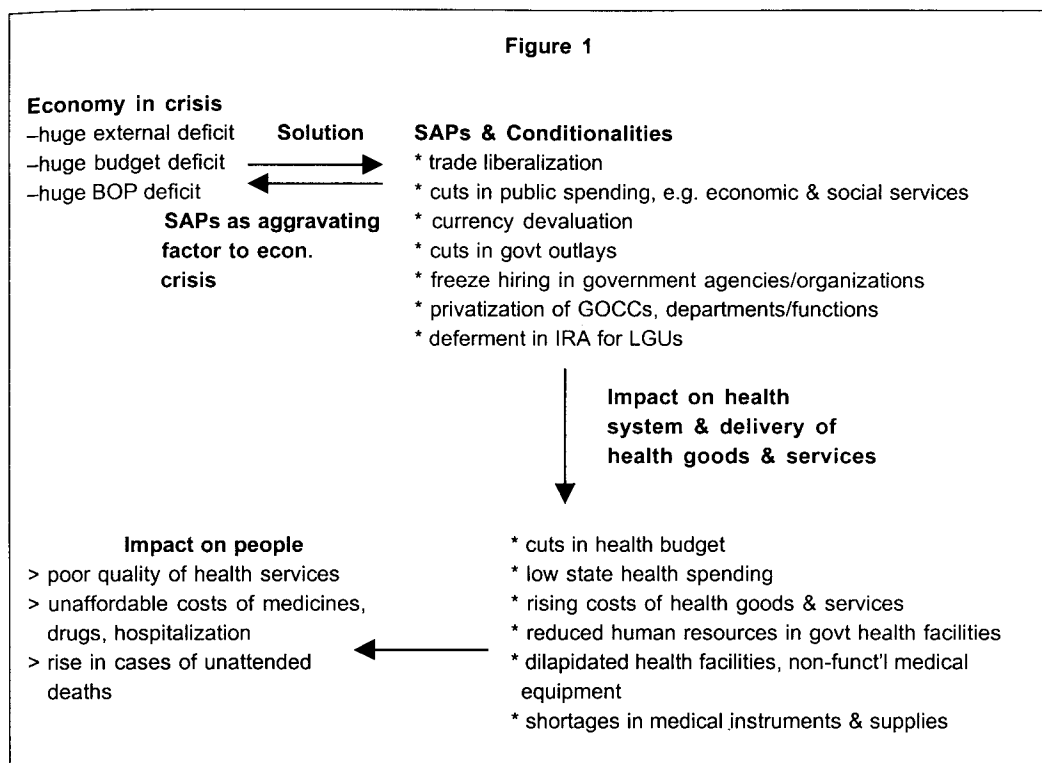 Figure 1
Economy in crisis
–huge external deficit
–huge budget deficit
–huge BOP deficit
Solution
SAPs as aggravating
factor to econ.
crisis
SAPs & Conditionalities
* trade liberalization
* cuts in public spending, e.g. economic & social services
* currency devaluation
* cuts in govt outlays
* freeze hiring in government agencies/organizations
* privatization of GOCCs, departments/functions
* deferment in IRA for LGUs
Impact on health
system & delivery of
health goods & services
* cuts in health budget
* low state health spending
* rising costs of health goods & services
* reduced human resources in govt health facilities
* dilapidated health facilities, non-funct'l medical
equipment
* shortages in medical instruments & supplies
Impact on people
> poor quality of health services
> unaffordable costs of medicines,
drugs, hospitalization
> rise in cases of unattended
deaths